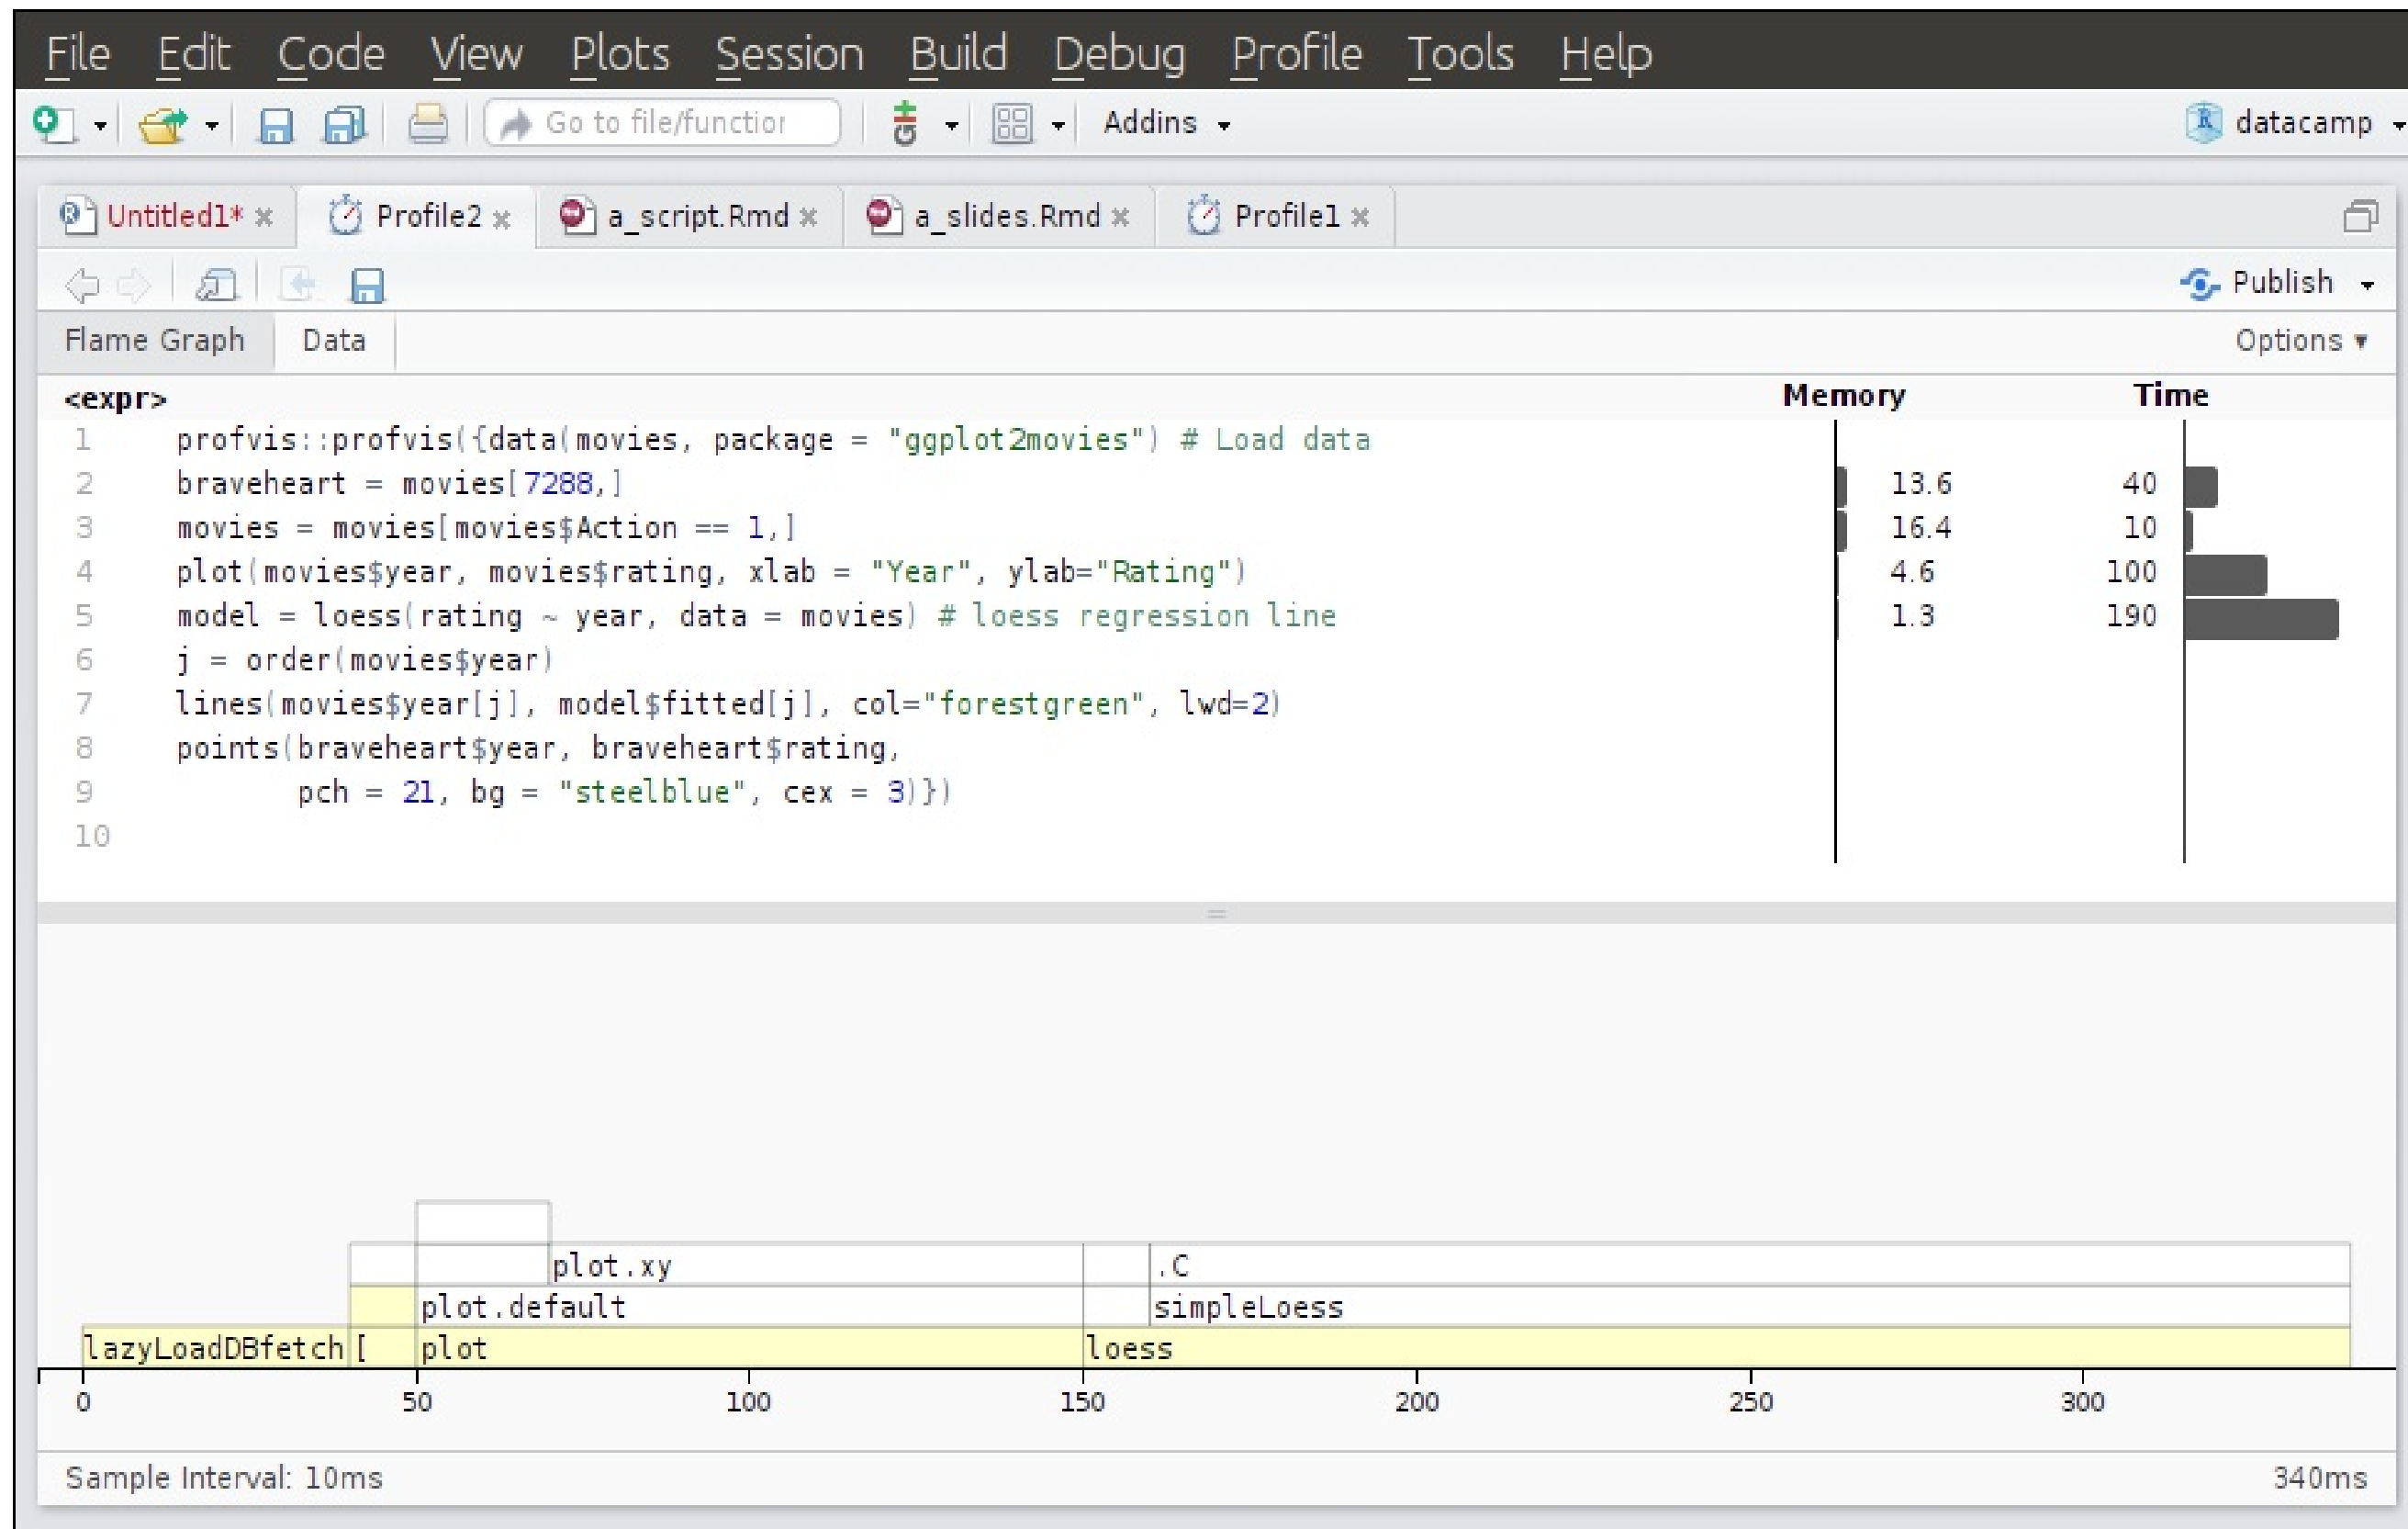 File Edit Code View Plots Session Build Debug Profile Tools Help
Go to file/function Addins datacamp
Untitled1* Profile2 a_script.Rmd a_slides.Rmd Profile1
Publish
Flame Graph Data Options
<expr> Memory Time
1 profvis::profvis({data(movies, package = "ggplot2movies") # Load data
2 braveheart = movies[7288,] 13.6 40
3 movies = movies[movies$Action == 1,] 16.4 10
4 plot(movies$year, movies$rating, xlab = "Year", ylab="Rating") 4.6 100
5 model = loess(rating ~ year, data = movies) # loess regression line 1.3 190
6 j = order(movies$year)
7 lines(movies$year[j], model$fitted[j], col="forestgreen", lwd=2)
8 points(braveheart$year, braveheart$rating,
9 pch = 21, bg = "steelblue", cex = 3)})
10
plot.xy .C
plot.default simpleLoess
lazyLoadDBfetch [ plot loess
0 50 100 150 200 250 300
Sample Interval: 10ms 340ms